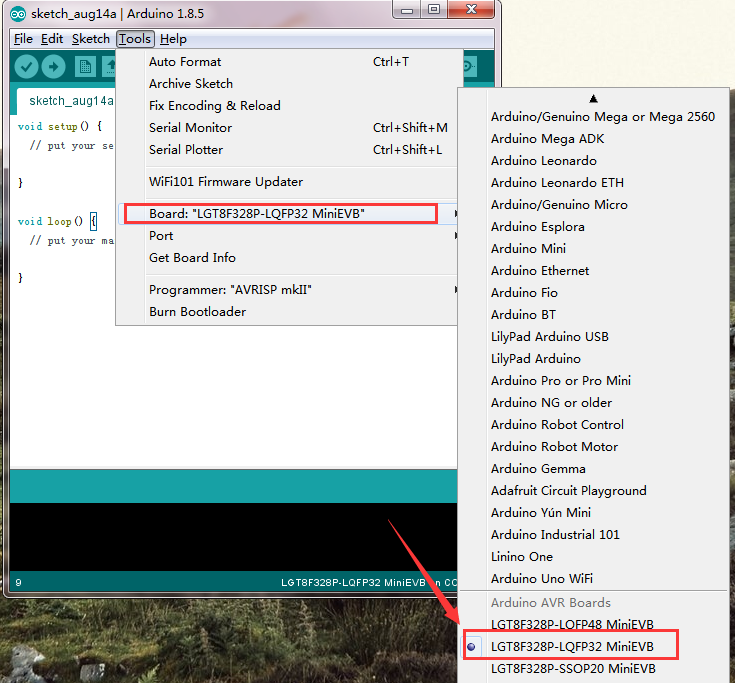 sketch_aug14a | Arduino 1.8.5
File Edit Sketch Tools Help
sketch_aug14a
void setup() {
// put your se
}
void loop() {
// put your ma
}
Auto Format Ctrl+T
Archive Sketch
Fix Encoding & Reload
Serial Monitor Ctrl+Shift+M
Serial Plotter Ctrl+Shift+L
WiFi101 Firmware Updater
Board: "LGT8F328P-LQFP32 MiniEVB"
Port
Get Board Info
Programmer: "AVRISP mkII"
Burn Bootloader
Arduino/Genuino Mega or Mega 2560
Arduino Mega ADK
Arduino Leonardo
Arduino Leonardo ETH
Arduino/Genuino Micro
Arduino Esplora
Arduino Mini
Arduino Ethernet
Arduino Fio
Arduino BT
LilyPad Arduino USB
LilyPad Arduino
Arduino Pro or Pro Mini
Arduino NG or older
Arduino Robot Control
Arduino Robot Motor
Arduino Gemma
Adafruit Circuit Playground
Arduino Yún Mini
Arduino Industrial 101
Linino One
Arduino Uno WiFi
Arduino AVR Boards
LGT8F328P-LQFP48 MiniEVB
LGT8F328P-LQFP32 MiniEVB
LGT8F328P-SSOP20 MiniEVB
9 LGT8F328P-LQFP32 MiniEVB on CO